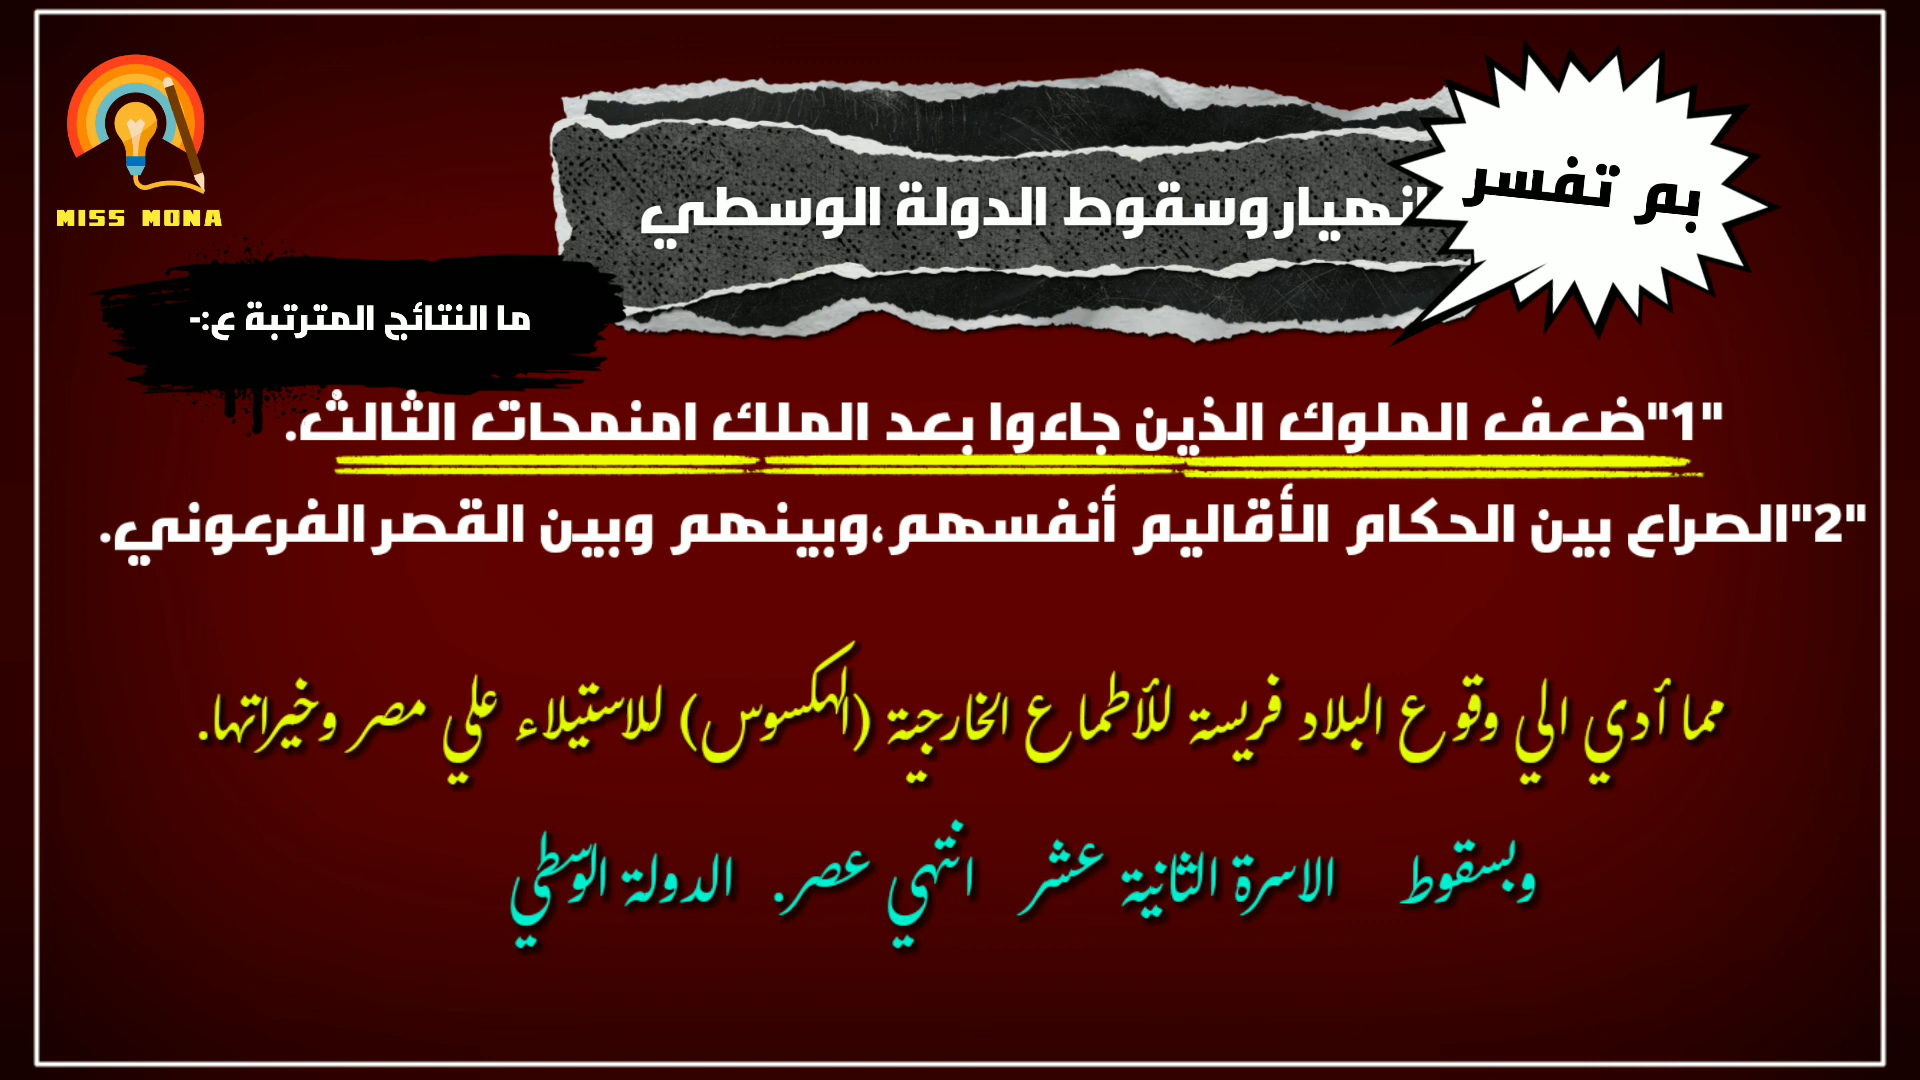 MISS MONA
بم تفسر
انهيار وسقوط الدولة الوسطي
ما النتائج المترتبة ع:-
"1"ضعف الملوك الذين جاءوا بعد الملك امنمحات الثالث.
"2"الصراع بين الحكام الأقاليم أنفسهم،وبينهم وبين القصر الفرعوني.
مما أدي الي وقوع البلاد فريسة للأطماع الخارجية (الهكسوس) للاستيلاء علي مصر وخيراتها.
وبسقوط الاسرة الثانية عشر انتهي عصر. الدولة الوسطي